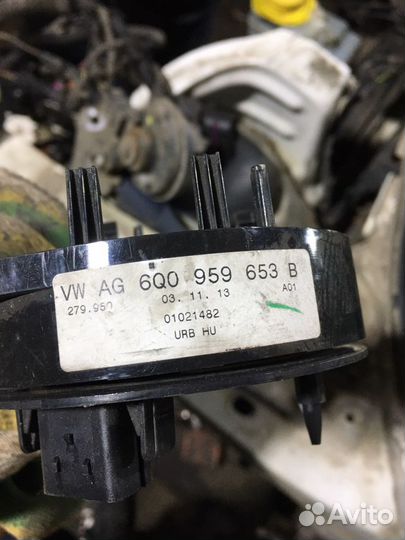 VW AG 6Q0 959 653 B
279.950 03. 11. 13 A01
01021482
URB HU
Avito